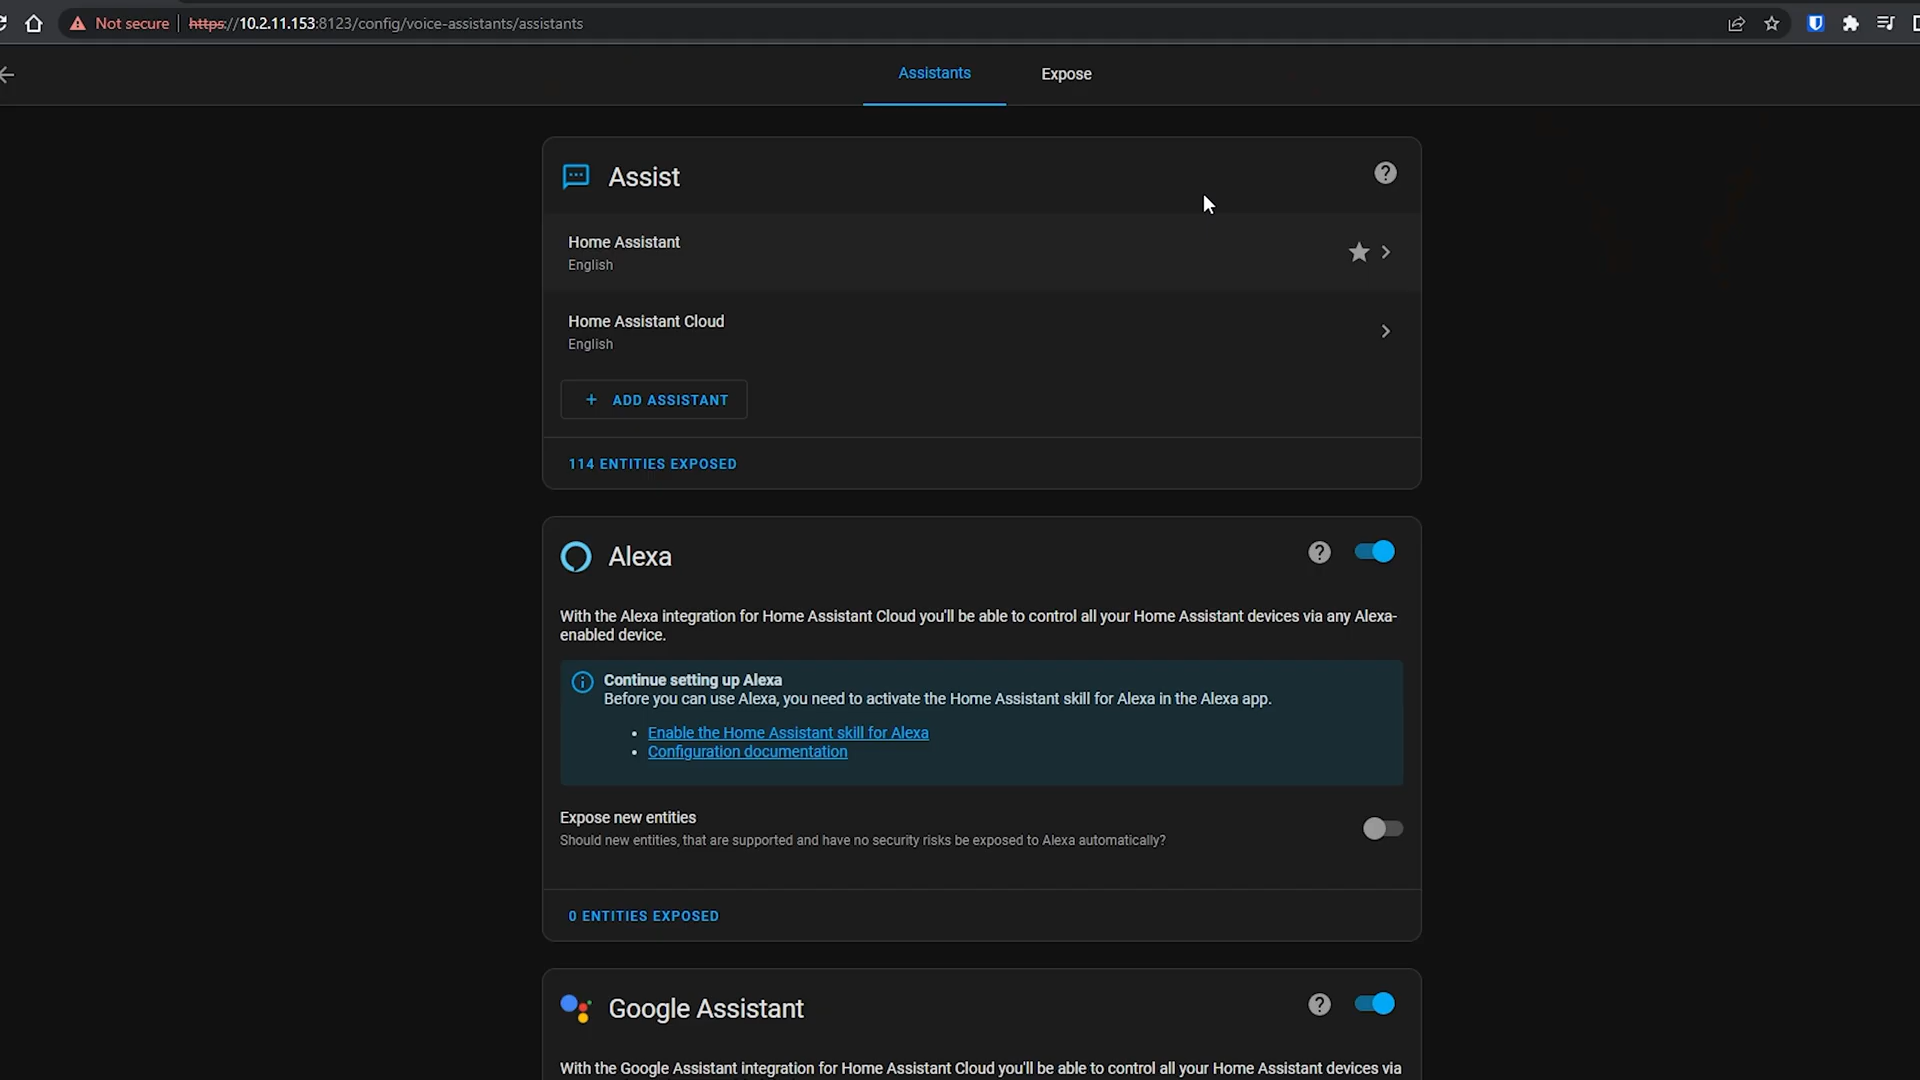 Not secure https://10.2.11.153:8123/config/voice-assistants/assistants
Assistants Expose
Assist
Home Assistant
English
Home Assistant Cloud
English
+ ADD ASSISTANT
114 ENTITIES EXPOSED
Alexa
With the Alexa integration for Home Assistant Cloud you'll be able to control all your Home Assistant devices via any Alexa-
enabled device.
Continue setting up Alexa
Before you can use Alexa, you need to activate the Home Assistant skill for Alexa in the Alexa app.
• Enable the Home Assistant skill for Alexa
• Configuration documentation
Expose new entities
Should new entities, that are supported and have no security risks be exposed to Alexa automatically?
0 ENTITIES EXPOSED
Google Assistant
With the Google Assistant integration for Home Assistant Cloud you'll be able to control all your Home Assistant devices via